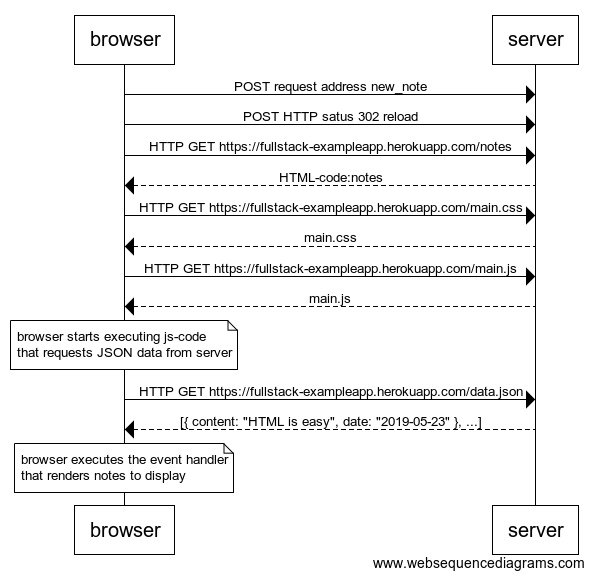 browser
server
POST request address new_note
POST HTTP satus 302 reload
HTTP GET https://fullstack-exampleapp.herokuapp.com/notes
HTML-code:notes
HTTP GET https://fullstack-exampleapp.herokuapp.com/main.css
main.css
HTTP GET https://fullstack-exampleapp.herokuapp.com/main.js
main.js
browser starts executing js-code
that requests JSON data from server
HTTP GET https://fullstack-exampleapp.herokuapp.com/data.json
[{ content: "HTML is easy", date: "2019-05-23" }, ...]
browser executes the event handler
that renders notes to display
browser
server
www.websequencediagrams.com